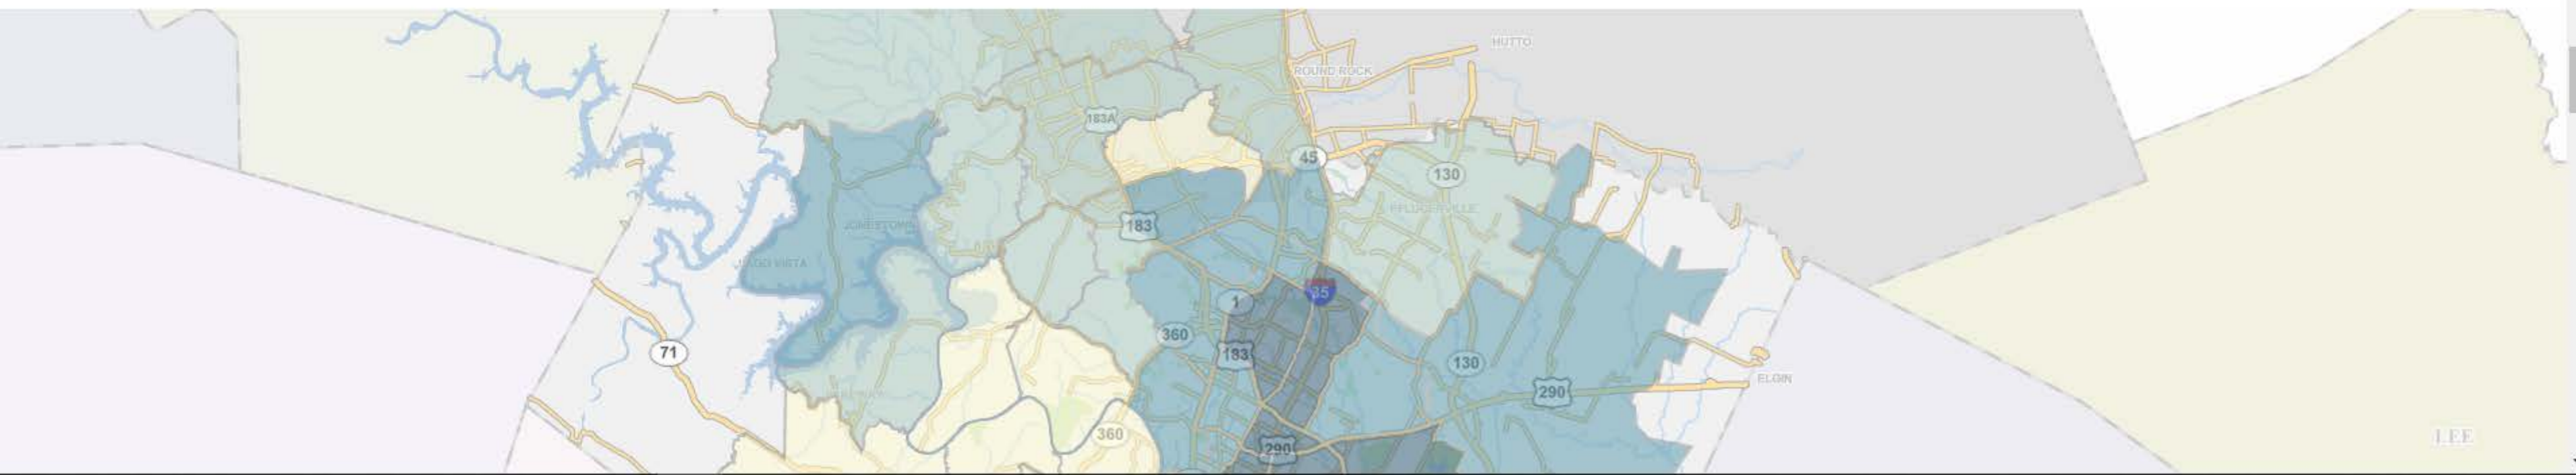 HUTTO
ROUND ROCK
183A
45
130
PFLUGERVILLE
183
JONESTOWN
LAGO VISTA
35
1
360
71
183
130
ELGIN
290
360
LEE
290